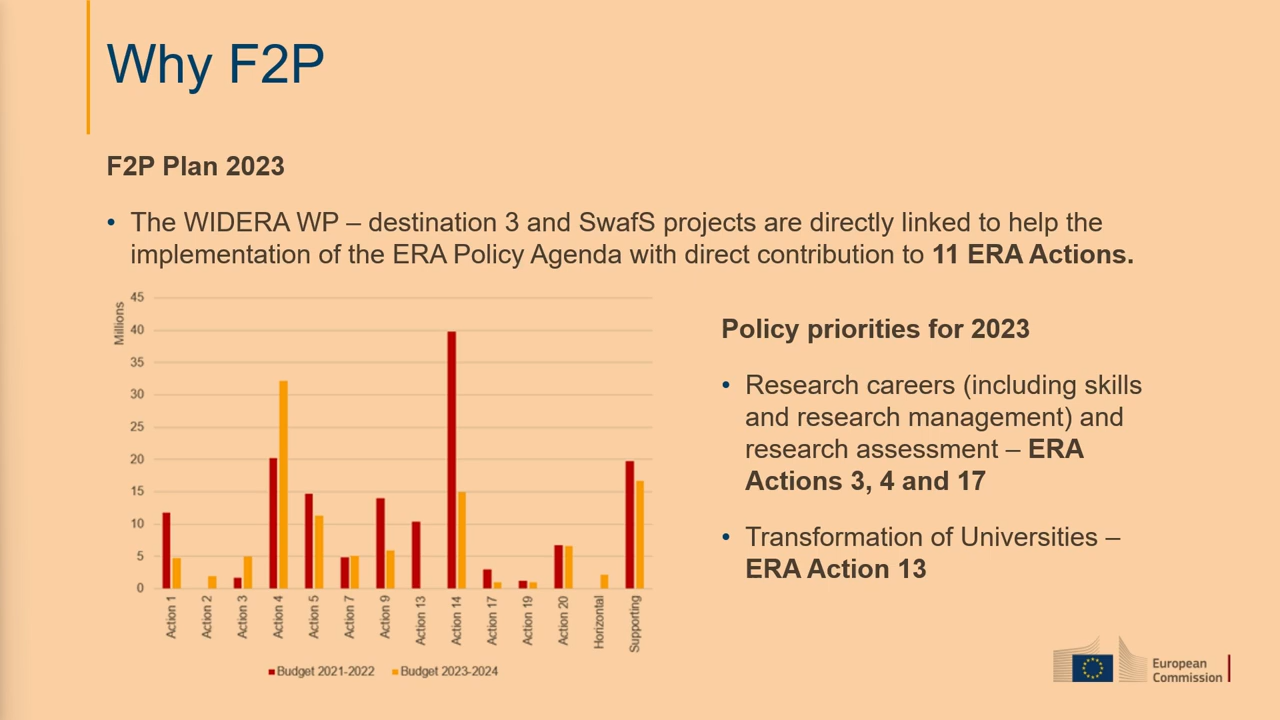 Why F2P
F2P Plan 2023
• The WIDERA WP – destination 3 and SwafS projects are directly linked to help the
implementation of the ERA Policy Agenda with direct contribution to 11 ERA Actions.
Millions
45
40
35
30
25
20
15
10
5
0
Action 1
Action 2
Action 3
Action 4
Action 5
Action 7
Action 9
Action 13
Action 14
Action 17
Action 19
Action 20
Horizontal
Supporting
Budget 2021-2022
Budget 2023-2024
Policy priorities for 2023
• Research careers (including skills
and research management) and
research assessment – ERA
Actions 3, 4 and 17
• Transformation of Universities –
ERA Action 13
European
Commission